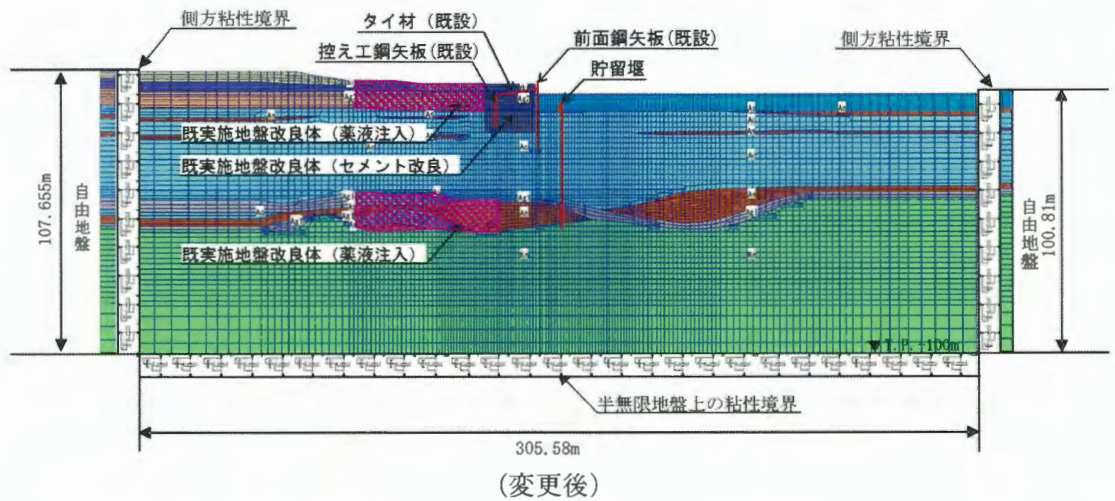 側方粘性境界
タイ材（既設）
控え工鋼矢板（既設）
前面鋼矢板（既設）
貯留堰
側方粘性境界
既実施地盤改良体（薬液注入）
既実施地盤改良体（セメント改良）
既実施地盤改良体（薬液注入）
107.655m
自由地盤
自由地盤
100.81m
▼T.P.-100m
半無限地盤上の粘性境界
305.58m
（変更後）